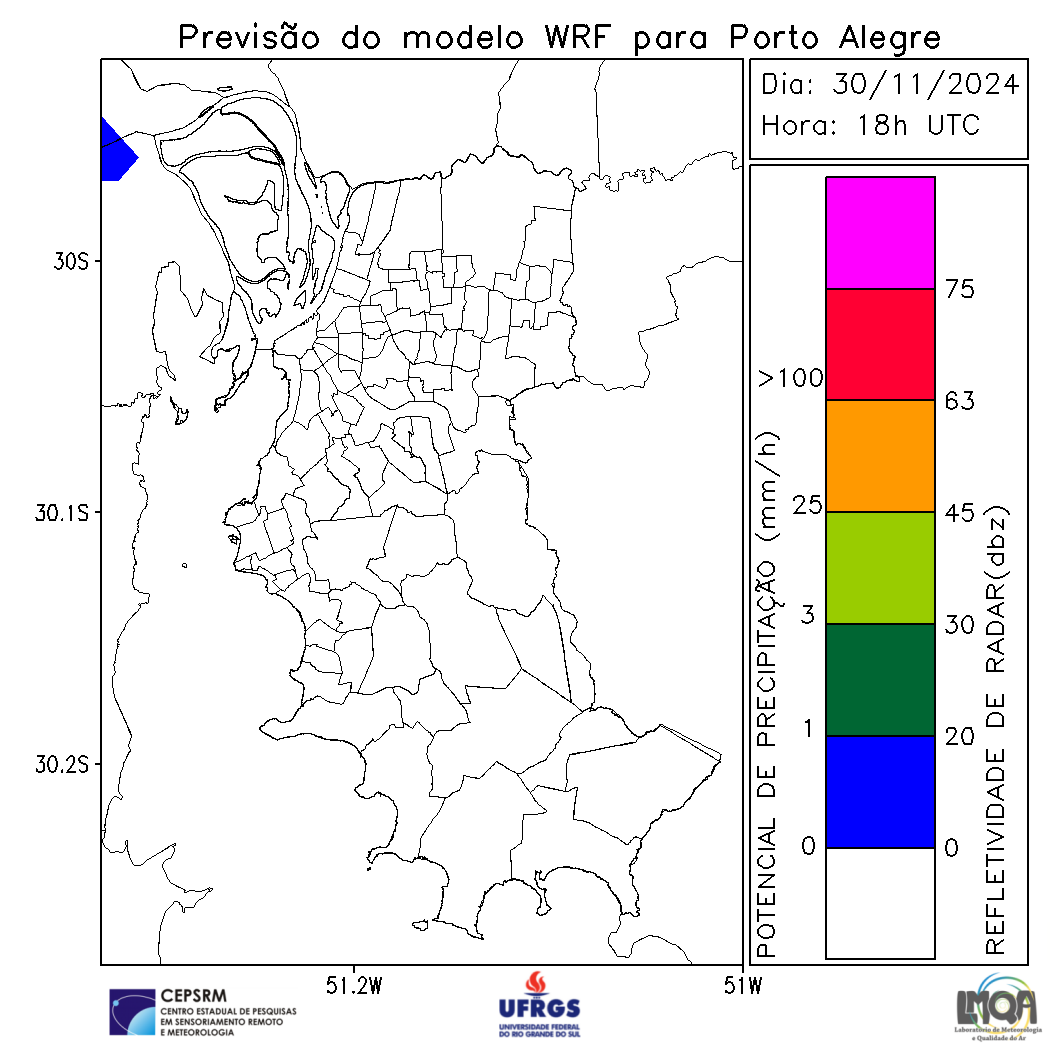 Previsão do modelo WRF para Porto Alegre
Dia: 30/11/2024
Hora: 18h UTC
30S
30.1S
30.2S
51.2W
51W
POTENCIAL DE PRECIPITAÇÃO (mm/h)
>100
25
3
1
0
75
63
45
30
20
0
REFLETIVIDADE DE RADAR(dbz)
CEPSRM
CENTRO ESTADUAL DE PESQUISAS
EM SENSORIAMENTO REMOTO
E METEOROLOGIA
UFRGS
UNIVERSIDADE FEDERAL
DO RIO GRANDE DO SUL
LMQA
Laboratório de Meteorologia
e Qualidade do Ar